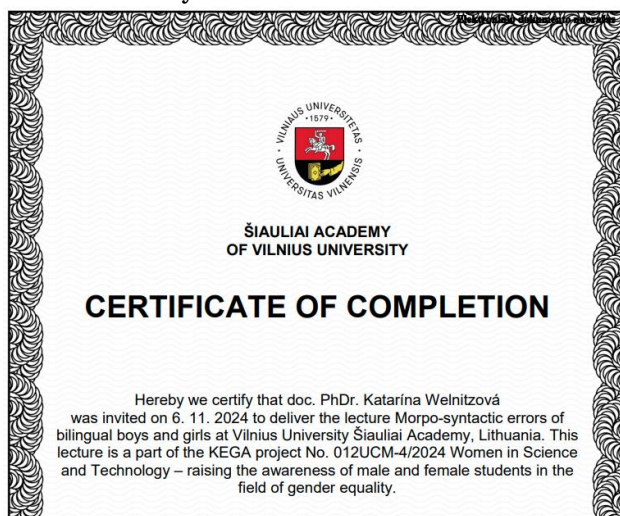 Elektroninio dokumento nuorašas
VILNIAUS UNIVERSITETAS
·1579·
UNIVERSITAS VILNENSIS
ŠIAULIAI ACADEMY
OF VILNIUS UNIVERSITY
CERTIFICATE OF COMPLETION
Hereby we certify that doc. PhDr. Katarína Welnitzová
was invited on 6. 11. 2024 to deliver the lecture Morpo-syntactic errors of
bilingual boys and girls at Vilnius University Šiauliai Academy, Lithuania. This
lecture is a part of the KEGA project No. 012UCM-4/2024 Women in Science
and Technology – raising the awareness of male and female students in the
field of gender equality.